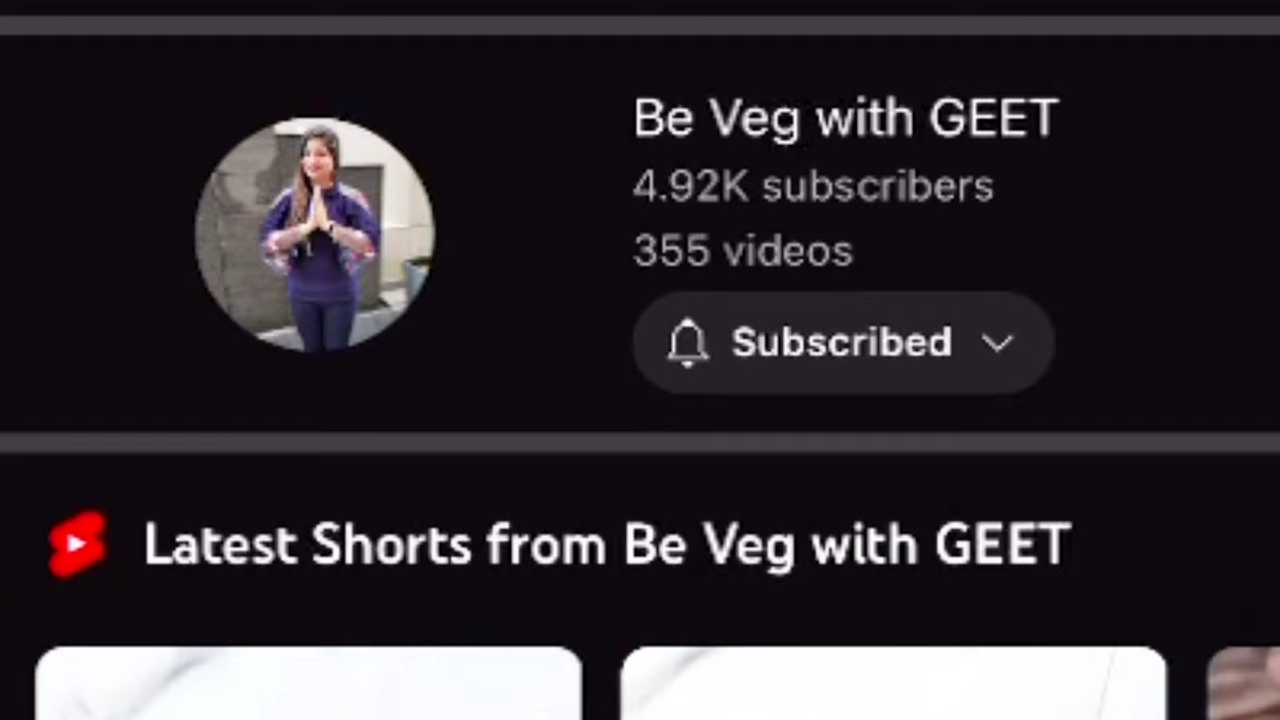 Be Veg with GEET
4.92K subscribers
355 videos
Subscribed
Latest Shorts from Be Veg with GEET